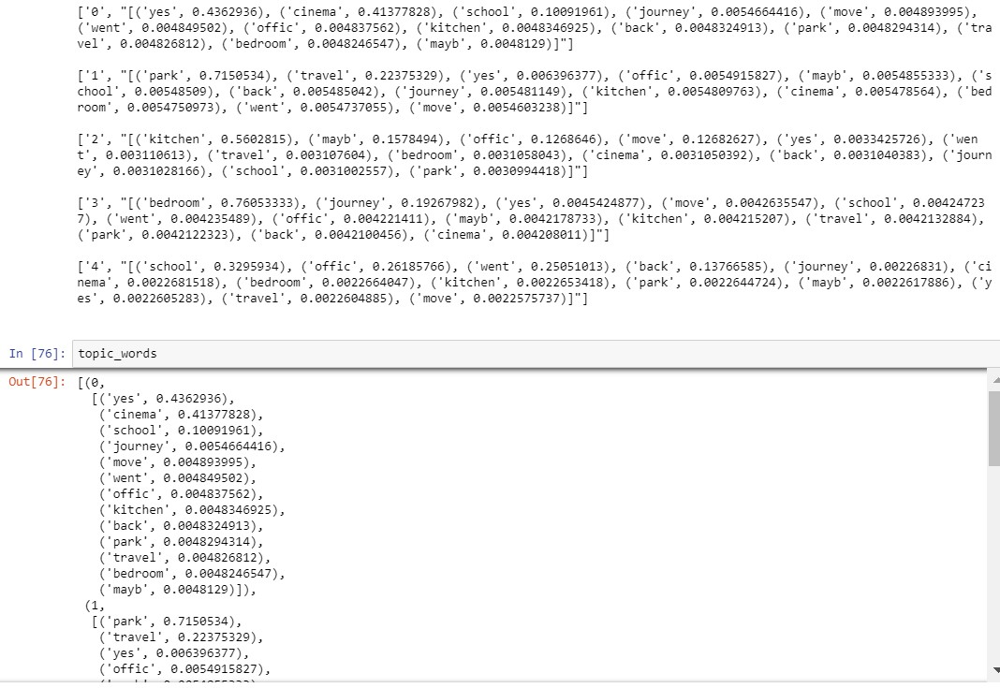 ['0', "[('yes', 0.4362936), ('cinema', 0.41377828), ('school', 0.10091961), ('journey', 0.0054664416), ('move', 0.004893995),
('went', 0.004849502), ('offic', 0.004837562), ('kitchen', 0.0048346925), ('back', 0.0048324913), ('park', 0.0048294314), ('tra
vel', 0.004826812), ('bedroom', 0.0048246547), ('mayb', 0.0048129)]"]
['1', "[('park', 0.7150534), ('travel', 0.22375329), ('yes', 0.006396377), ('offic', 0.0054915827), ('mayb', 0.0054855333), ('s
chool', 0.00548509), ('back', 0.005485042), ('journey', 0.005481149), ('kitchen', 0.0054809763), ('cinema', 0.005478564), ('bed
room', 0.0054750973), ('went', 0.0054737055), ('move', 0.0054603238)]"]
['2', "[('kitchen', 0.5602815), ('mayb', 0.1578494), ('offic', 0.1268646), ('move', 0.12682627), ('yes', 0.0033425726), ('wen
t', 0.003110613), ('travel', 0.003107604), ('bedroom', 0.0031058043), ('cinema', 0.0031050392), ('back', 0.0031040383), ('journ
ey', 0.0031028166), ('school', 0.0031002557), ('park', 0.0030994418)]"]
['3', "[('bedroom', 0.76053333), ('journey', 0.19267982), ('yes', 0.0045424877), ('move', 0.0042635547), ('school', 0.00424723
7), ('went', 0.004235489), ('offic', 0.004221411), ('mayb', 0.0042178733), ('kitchen', 0.004215207), ('travel', 0.0042132884),
('park', 0.0042122323), ('back', 0.0042100456), ('cinema', 0.004208011)]"]
['4', "[('school', 0.3295934), ('offic', 0.26185766), ('went', 0.25051013), ('back', 0.13766585), ('journey', 0.00226831), ('ci
nema', 0.0022681518), ('bedroom', 0.0022664047), ('kitchen', 0.0022653418), ('park', 0.0022644724), ('mayb', 0.0022617886), ('y
es', 0.0022605283), ('travel', 0.0022604885), ('move', 0.0022575737)]"]
In [76]: topic_words
Out[76]: [(0,
[('yes', 0.4362936),
('cinema', 0.41377828),
('school', 0.10091961),
('journey', 0.0054664416),
('move', 0.004893995),
('went', 0.004849502),
('offic', 0.004837562),
('kitchen', 0.0048346925),
('back', 0.0048324913),
('park', 0.0048294314),
('travel', 0.004826812),
('bedroom', 0.0048246547),
('mayb', 0.0048129)]),
(1,
[('park', 0.7150534),
('travel', 0.22375329),
('yes', 0.006396377),
('offic', 0.0054915827),